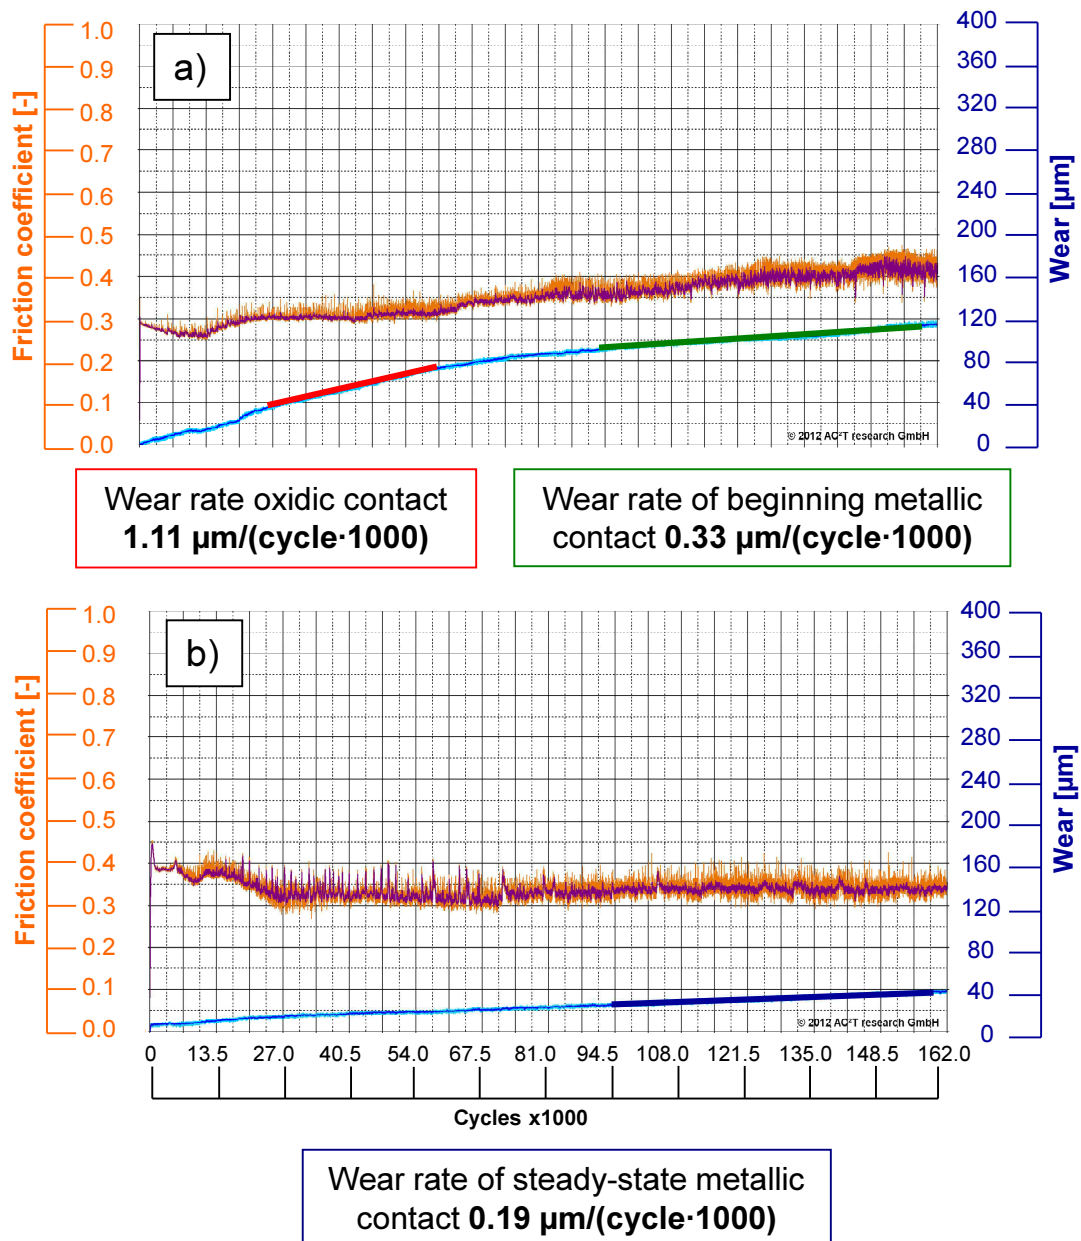 Friction coefficient [-]
1.0
0.9
0.8
0.7
0.6
0.5
0.4
0.3
0.2
0.1
0.0
a)
© 2012 AC²T research GmbH
400
360
320
280
240
200
160
120
80
40
0
Wear [µm]
Wear rate oxidic contact
1.11 µm/(cycle·1000)
Wear rate of beginning metallic
contact 0.33 µm/(cycle·1000)
Friction coefficient [-]
1.0
0.9
0.8
0.7
0.6
0.5
0.4
0.3
0.2
0.1
0.0
b)
© 2012 AC²T research GmbH
400
360
320
280
240
200
160
120
80
40
0
Wear [µm]
0 13.5 27.0 40.5 54.0 67.5 81.0 94.5 108.0 121.5 135.0 148.5 162.0
Cycles x1000
Wear rate of steady-state metallic
contact 0.19 µm/(cycle·1000)